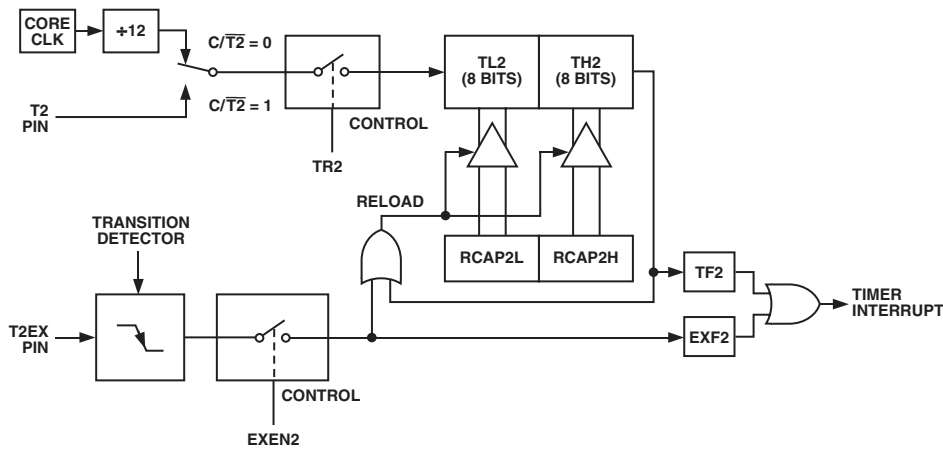 CORE
CLK
÷12
C/T2̅ = 0
TL2
(8 BITS)
TH2
(8 BITS)
C/T2̅ = 1
T2
PIN
CONTROL
TR2
RELOAD
TRANSITION
DETECTOR
RCAP2L
RCAP2H
TF2
TIMER
INTERRUPT
T2EX
PIN
EXF2
CONTROL
EXEN2